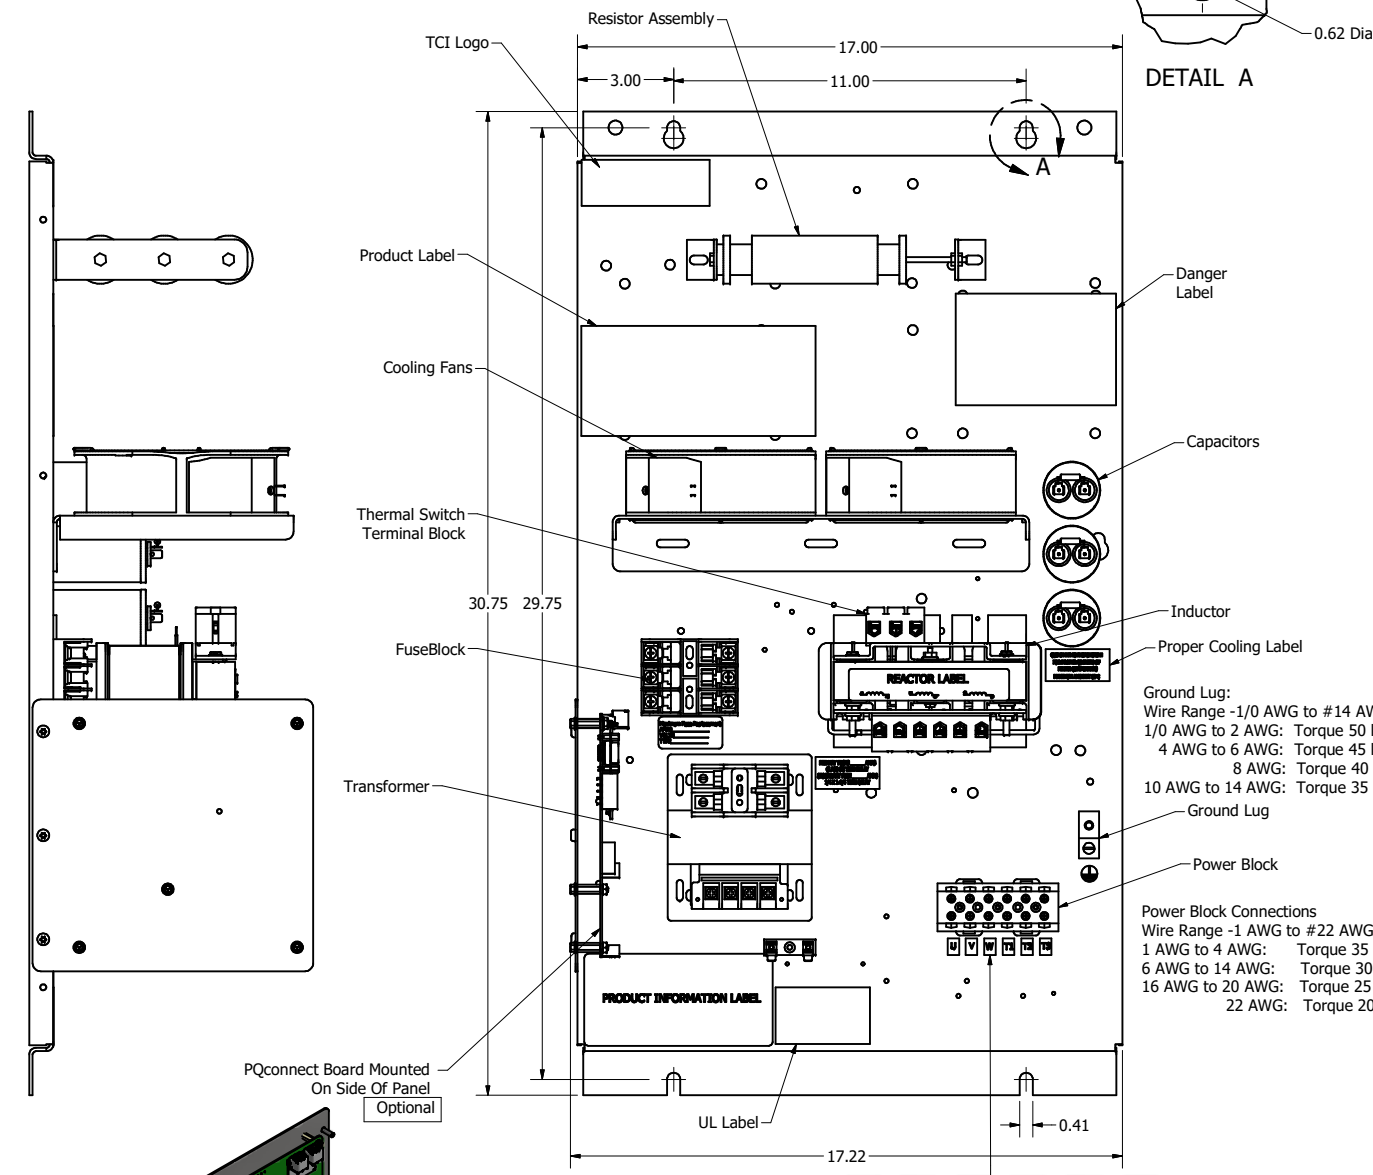 Resistor Assembly
TCI Logo
17.00
3.00
11.00
0.62 Dia
DETAIL A
A
Product Label
Danger
Label
Cooling Fans
Capacitors
Thermal Switch
Terminal Block
30.75
29.75
Inductor
FuseBlock
Proper Cooling Label
REACTOR LABEL
Ground Lug:
Wire Range -1/0 AWG to #14 AW
1/0 AWG to 2 AWG: Torque 50
4 AWG to 6 AWG: Torque 45
8 AWG: Torque 40
10 AWG to 14 AWG: Torque 35
Transformer
Ground Lug
Power Block
Power Block Connections
Wire Range -1 AWG to #22 AWG
1 AWG to 4 AWG: Torque 35
6 AWG to 14 AWG: Torque 30
16 AWG to 20 AWG: Torque 25
22 AWG: Torque 20
U V W T1 T2 T3
PRODUCT INFORMATION LABEL
PQconnect Board Mounted
On Side Of Panel
Optional
UL Label
0.41
17.22